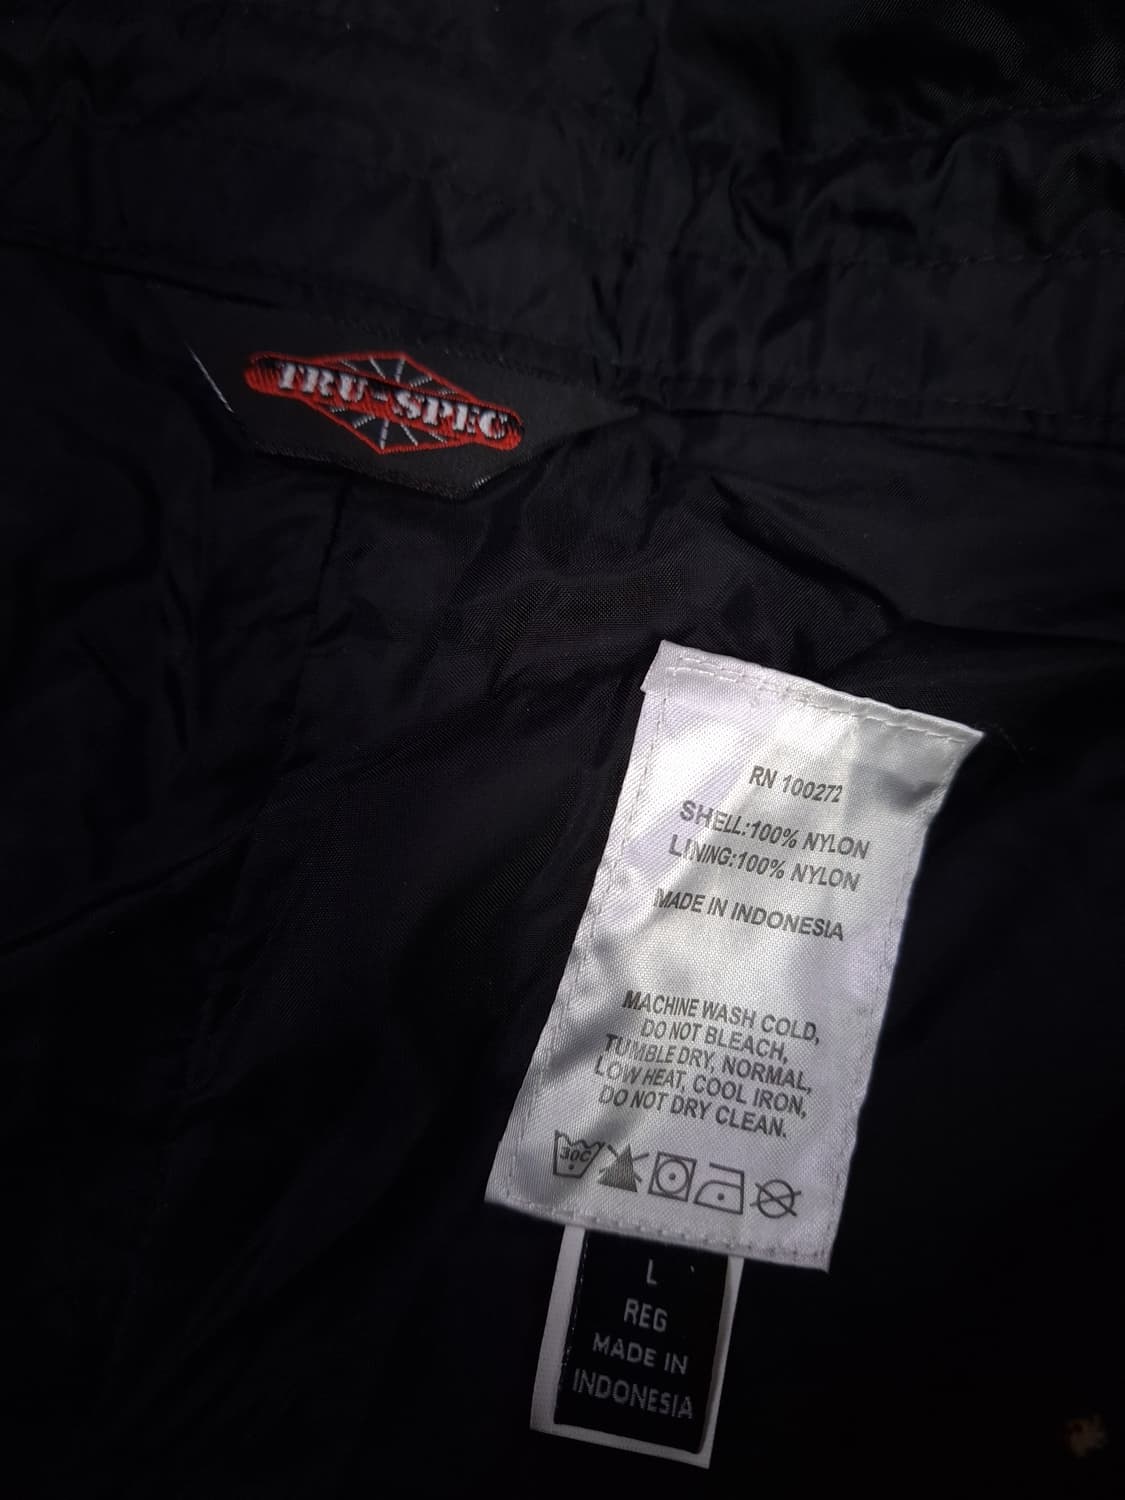 TRU-SPEC
RN 100272
SHELL:100% NYLON
LINING:100% NYLON
MADE IN INDONESIA
MACHINE WASH COLD,
DO NOT BLEACH,
TUMBLE DRY, NORMAL,
LOW HEAT, COOL IRON,
DO NOT DRY CLEAN.
30C
L
REG
MADE IN
INDONESIA